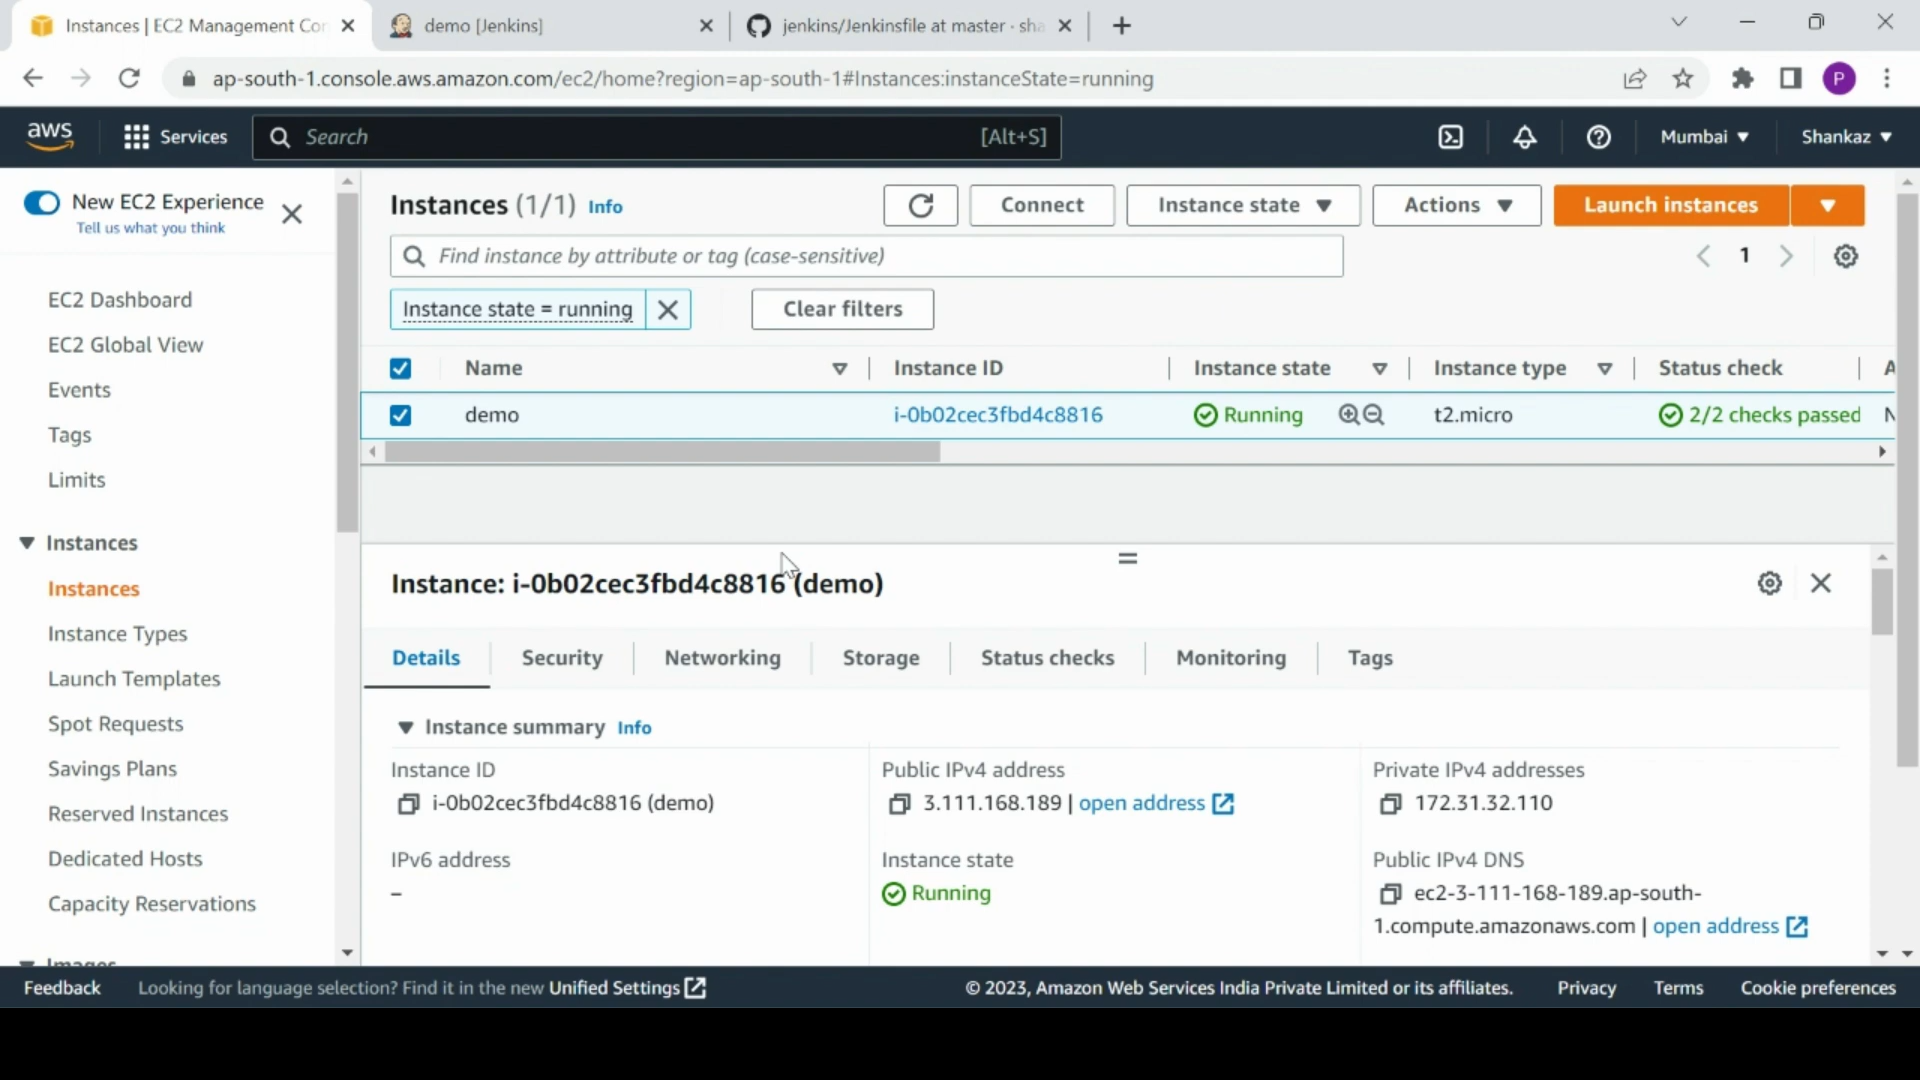 Instances | EC2 Management Con
demo [Jenkins]
jenkins/Jenkinsfile at master · sha
ap-south-1.console.aws.amazon.com/ec2/home?region=ap-south-1#Instances:instanceState=running
P
aws
Services
Search
[Alt+S]
Mumbai
Shankaz
New EC2 Experience
Tell us what you think
EC2 Dashboard
EC2 Global View
Events
Tags
Limits
Instances
Instances
Instance Types
Launch Templates
Spot Requests
Savings Plans
Reserved Instances
Dedicated Hosts
Capacity Reservations
Images
Instances (1/1) Info
Connect
Instance state
Actions
Launch instances
Find instance by attribute or tag (case-sensitive)
1
Instance state = running
Clear filters
Name
Instance ID
Instance state
Instance type
Status check
A
demo
i-0b02cec3fbd4c8816
Running
t2.micro
2/2 checks passed
N
Instance: i-0b02cec3fbd4c8816 (demo)
Details
Security
Networking
Storage
Status checks
Monitoring
Tags
Instance summary Info
Instance ID
i-0b02cec3fbd4c8816 (demo)
Public IPv4 address
3.111.168.189 | open address
Private IPv4 addresses
172.31.32.110
IPv6 address
–
Instance state
Running
Public IPv4 DNS
ec2-3-111-168-189.ap-south-
1.compute.amazonaws.com | open address
Feedback
Looking for language selection? Find it in the new Unified Settings
© 2023, Amazon Web Services India Private Limited or its affiliates.
Privacy
Terms
Cookie preferences